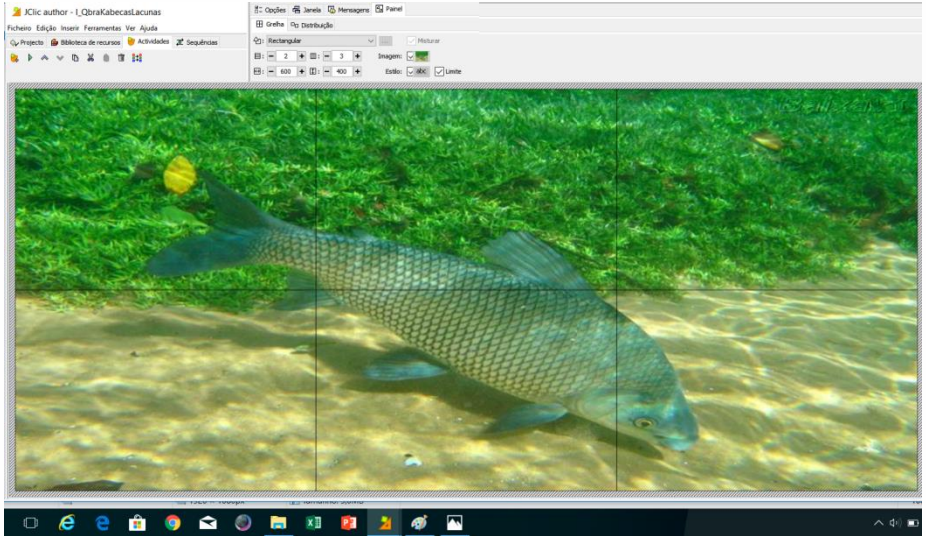 JClic author - I_QbraKabecasLacunas
Ficheiro Edição Inserir Ferramentas Ver Ajuda
Projecto Biblioteca de recursos Actividades Sequências
Opções Janela Mensagens Painel
Grelha Distribuição
Rectangular ... Misturar
2 3 Imagem:
600 400 Estilo: abc Limite